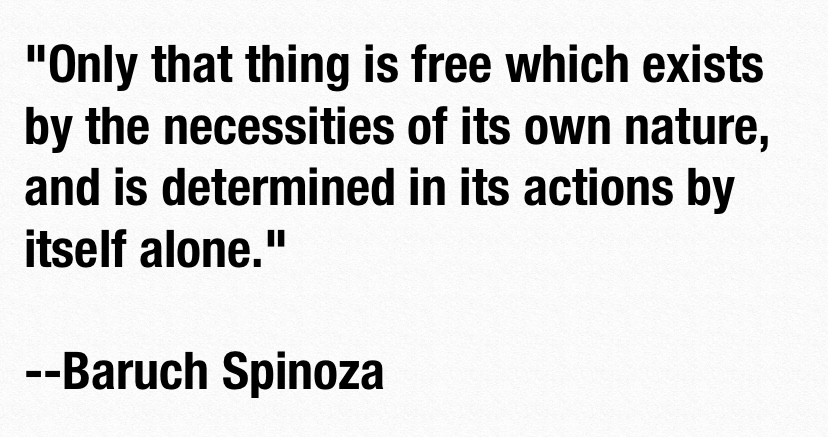 "Only that thing is free which exists
by the necessities of its own nature,
and is determined in its actions by
itself alone."
--Baruch Spinoza